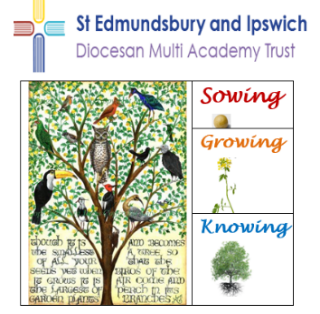 St Edmundsbury and Ipswich
Diocesan Multi Academy Trust
Sowing
Growing
Knowing
Though it is
the smallest
of all your
seeds yet when
it grows it is
the largest of
garden plants
and becomes
a tree, so
that the
birds of the
air come and
perch in its
branches